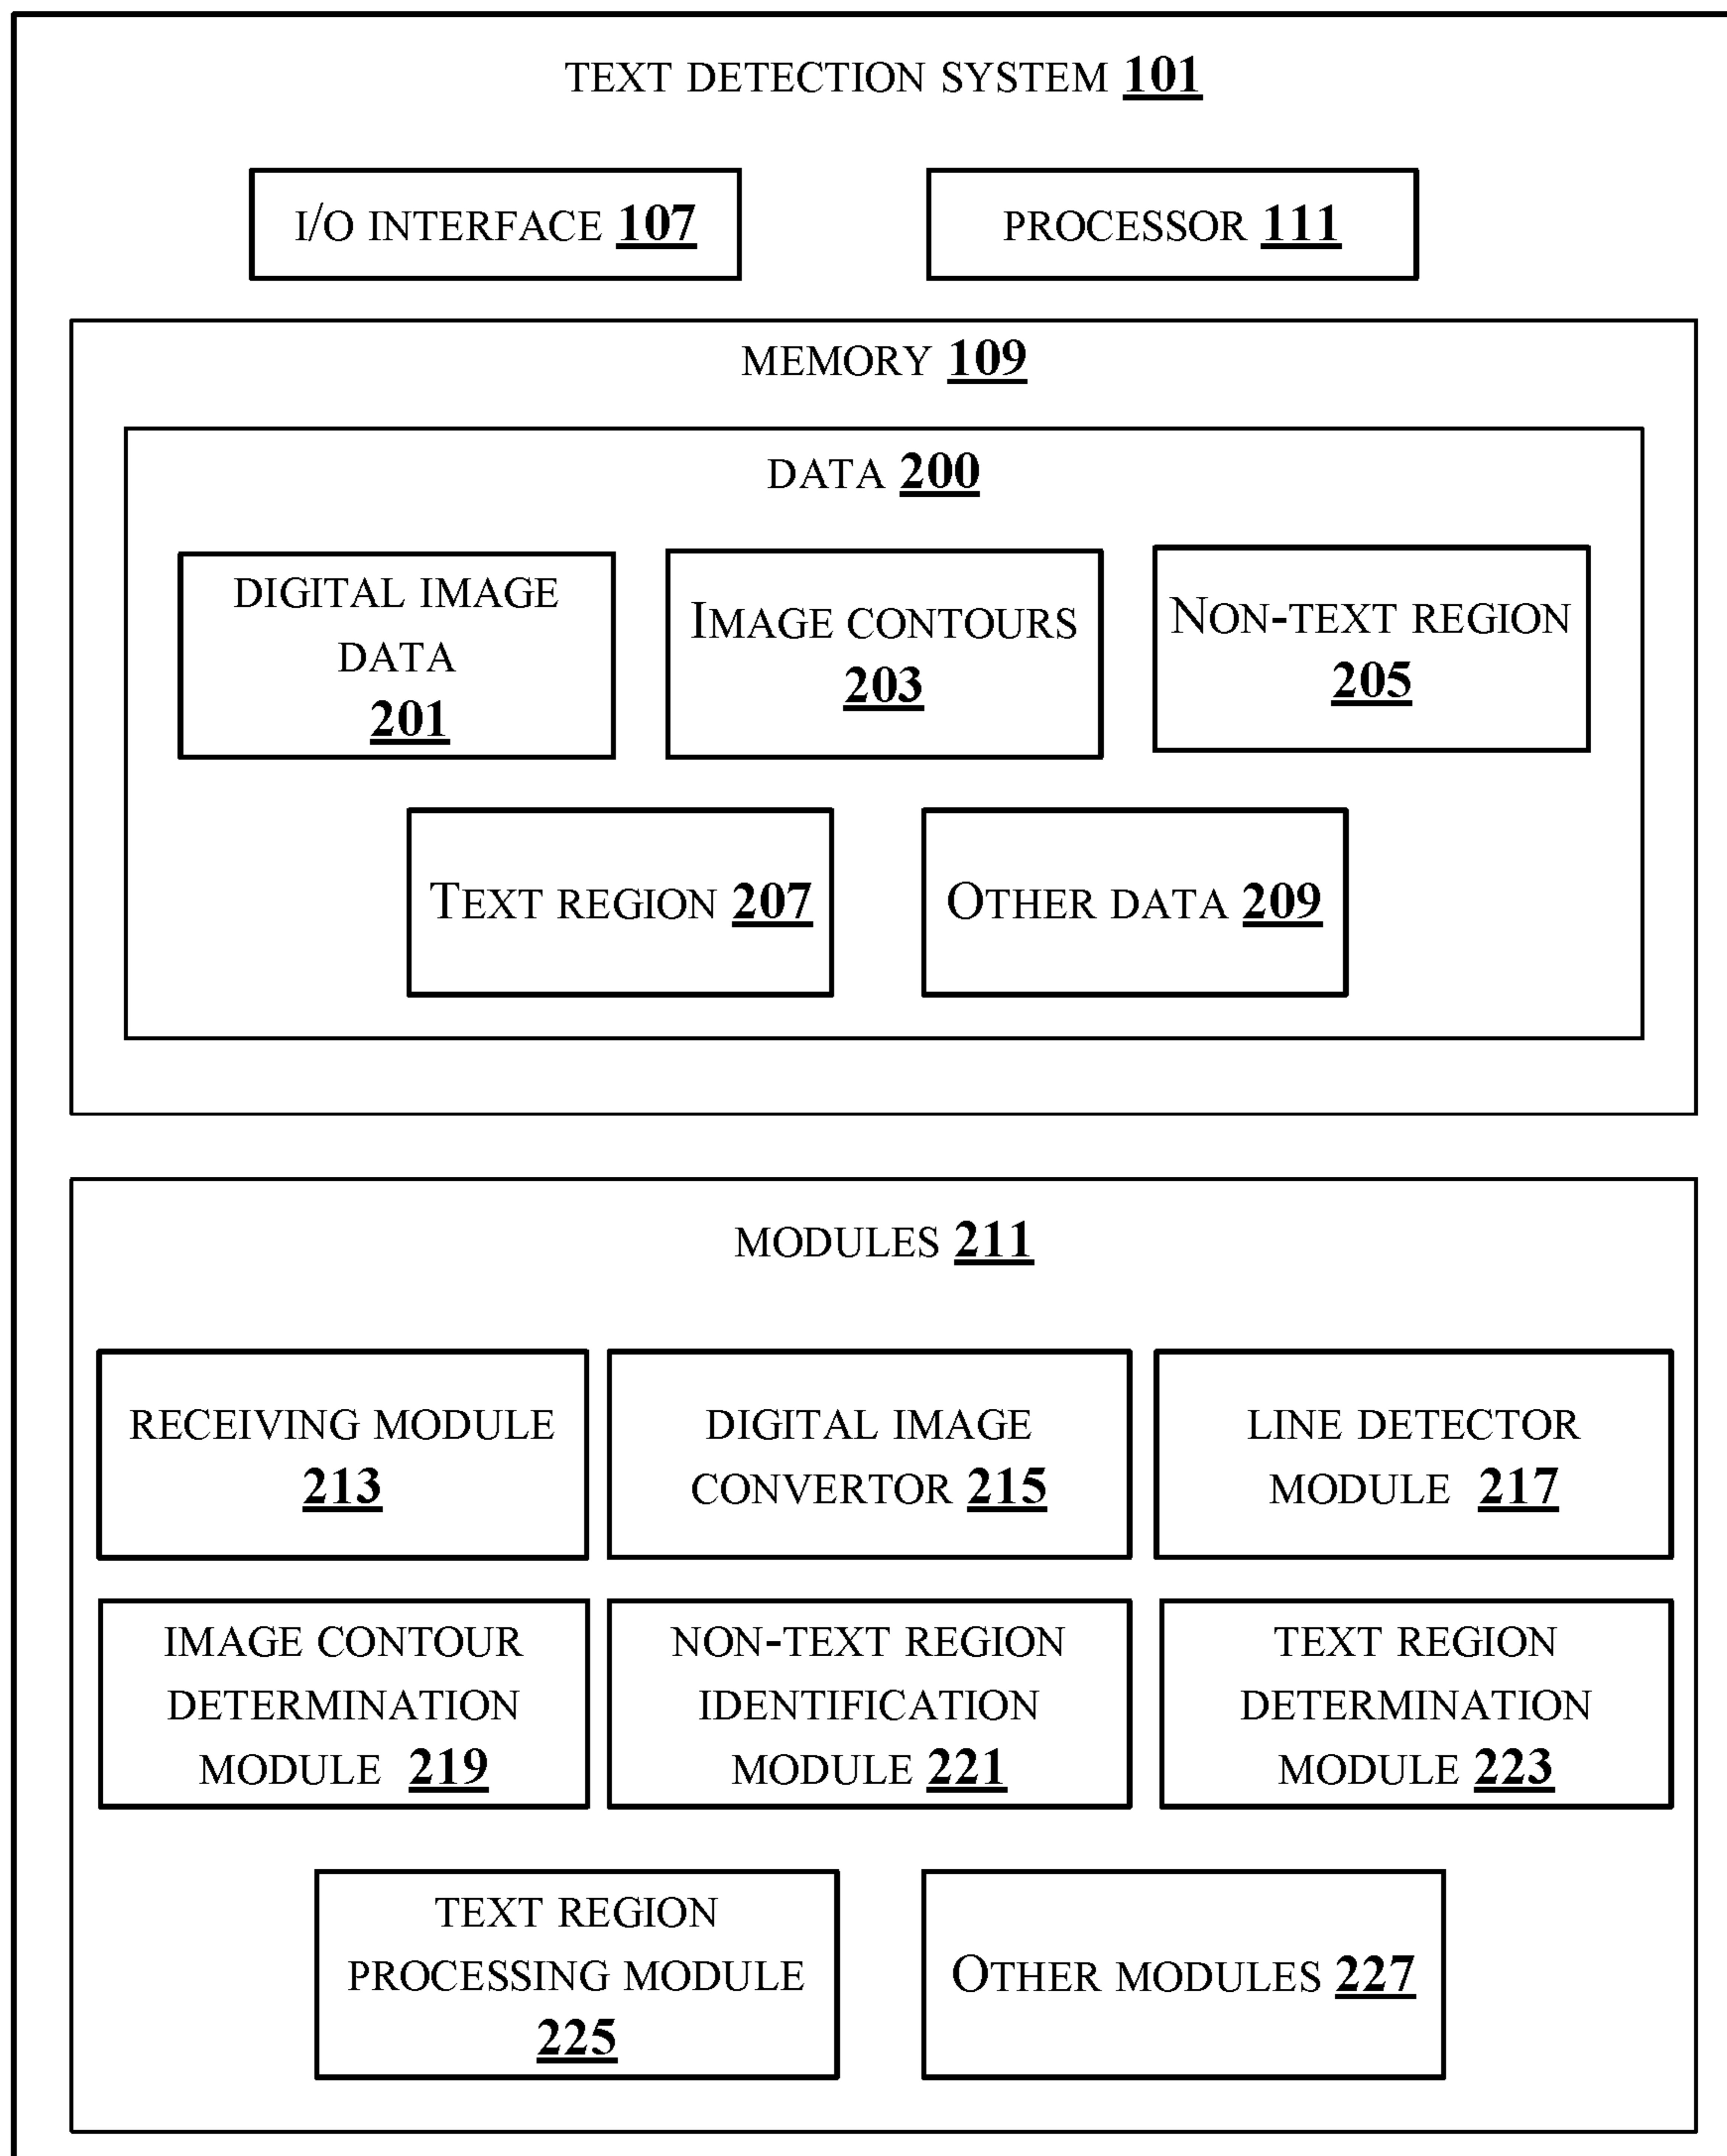 TEXT DETECTION SYSTEM 101
I/O INTERFACE 107
PROCESSOR 111
MEMORY 109
DATA 200
DIGITAL IMAGE
DATA
201
IMAGE CONTOURS
203
NON-TEXT REGION
205
TEXT REGION 207
OTHER DATA 209
MODULES 211
RECEIVING MODULE
213
DIGITAL IMAGE
CONVERTOR 215
LINE DETECTOR
MODULE 217
IMAGE CONTOUR
DETERMINATION
MODULE 219
NON-TEXT REGION
IDENTIFICATION
MODULE 221
TEXT REGION
DETERMINATION
MODULE 223
TEXT REGION
PROCESSING MODULE
225
OTHER MODULES 227